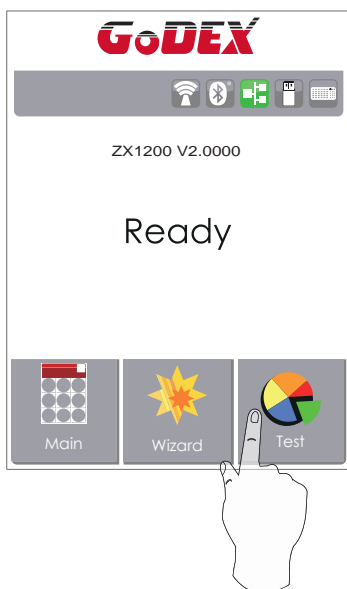 GoDEX
ZX1200 V2.0000
Ready
Main
Wizard
Test